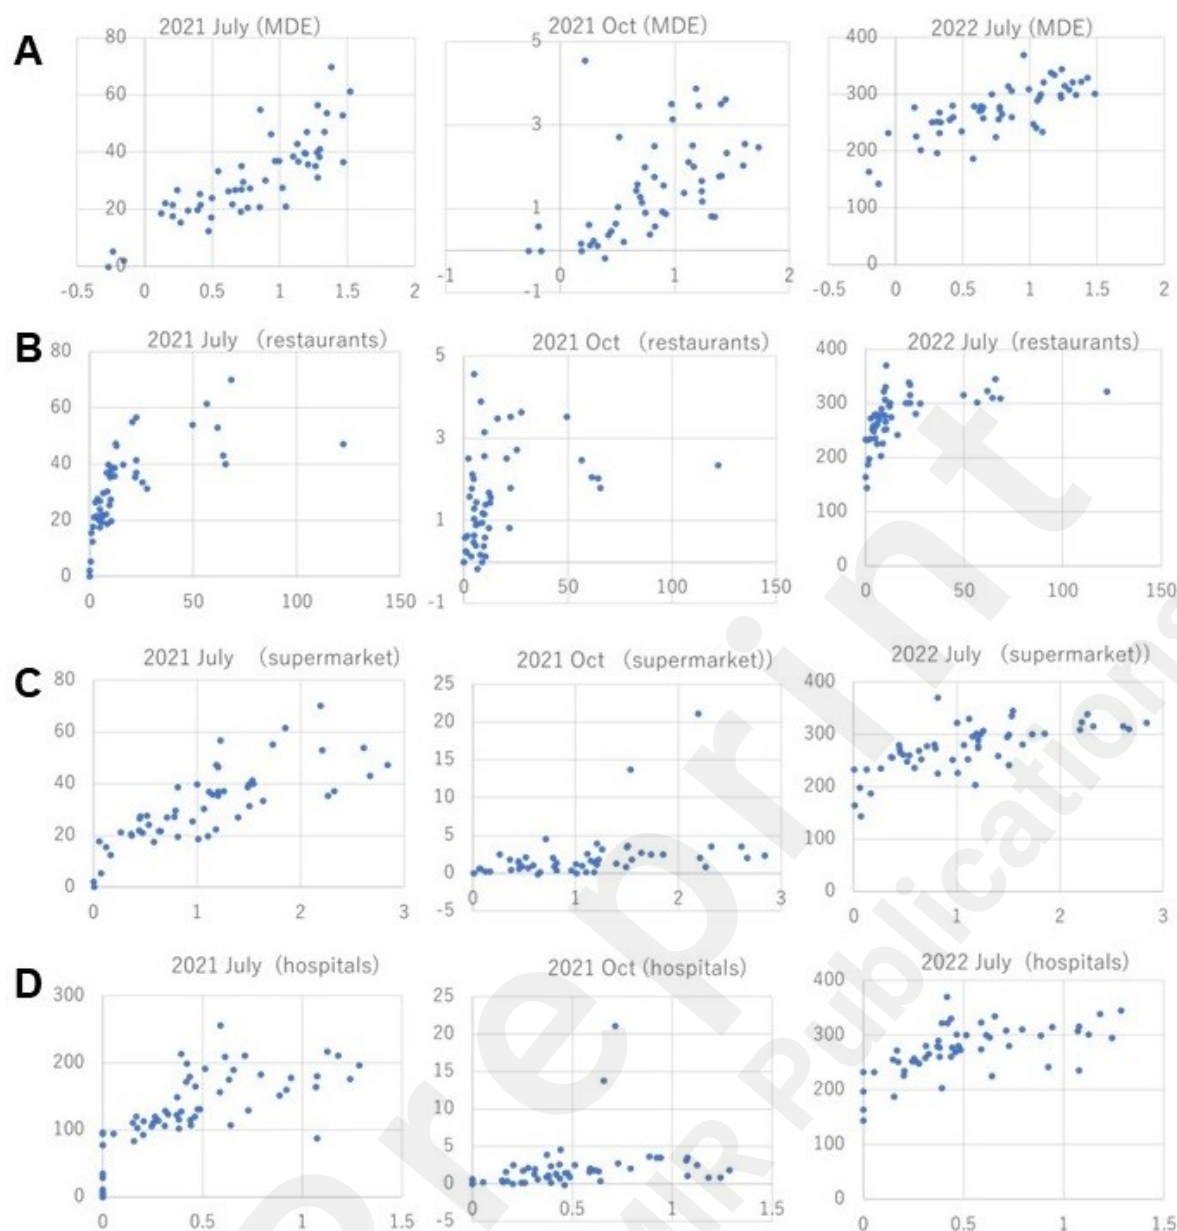 A
2021 July (MDE)
80
60
40
20
0
-0.5 0 0.5 1 1.5 2
2021 Oct (MDE)
5
3
1
-1
-1 0 1 2
2022 July (MDE)
400
300
200
100
0
-0.5 0 0.5 1 1.5 2
B
2021 July (restaurants)
80
60
40
20
0
0 50 100 150
2021 Oct (restaurants)
5
3
1
-1
0 50 100 150
2022 July (restaurants)
400
300
200
100
0
0 50 100 150
C
2021 July (supermarket)
80
60
40
20
0
0 1 2 3
2021 Oct (supermarket))
25
20
15
10
5
0
-5
0 1 2 3
2022 July (supermarket))
400
300
200
100
0
0 1 2 3
D
2021 July (hospitals)
300
200
100
0
0 0.5 1 1.5
2021 Oct (hospitals)
25
20
15
10
5
0
-5
0 0.5 1 1.5
2022 July (hospitals)
400
300
200
100
0
0 0.5 1 1.5
Preprint
MIR Publications